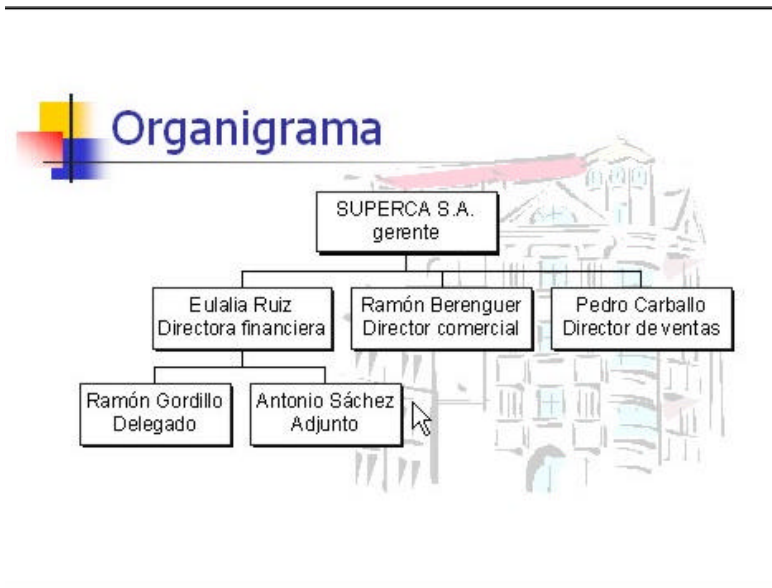 Organigrama
SUPERCA S.A.
gerente
Eulalia Ruiz
Directora financiera
Ramón Berenguer
Director comercial
Pedro Carballo
Director de ventas
Ramón Gordillo
Delegado
Antonio Sáchez
Adjunto